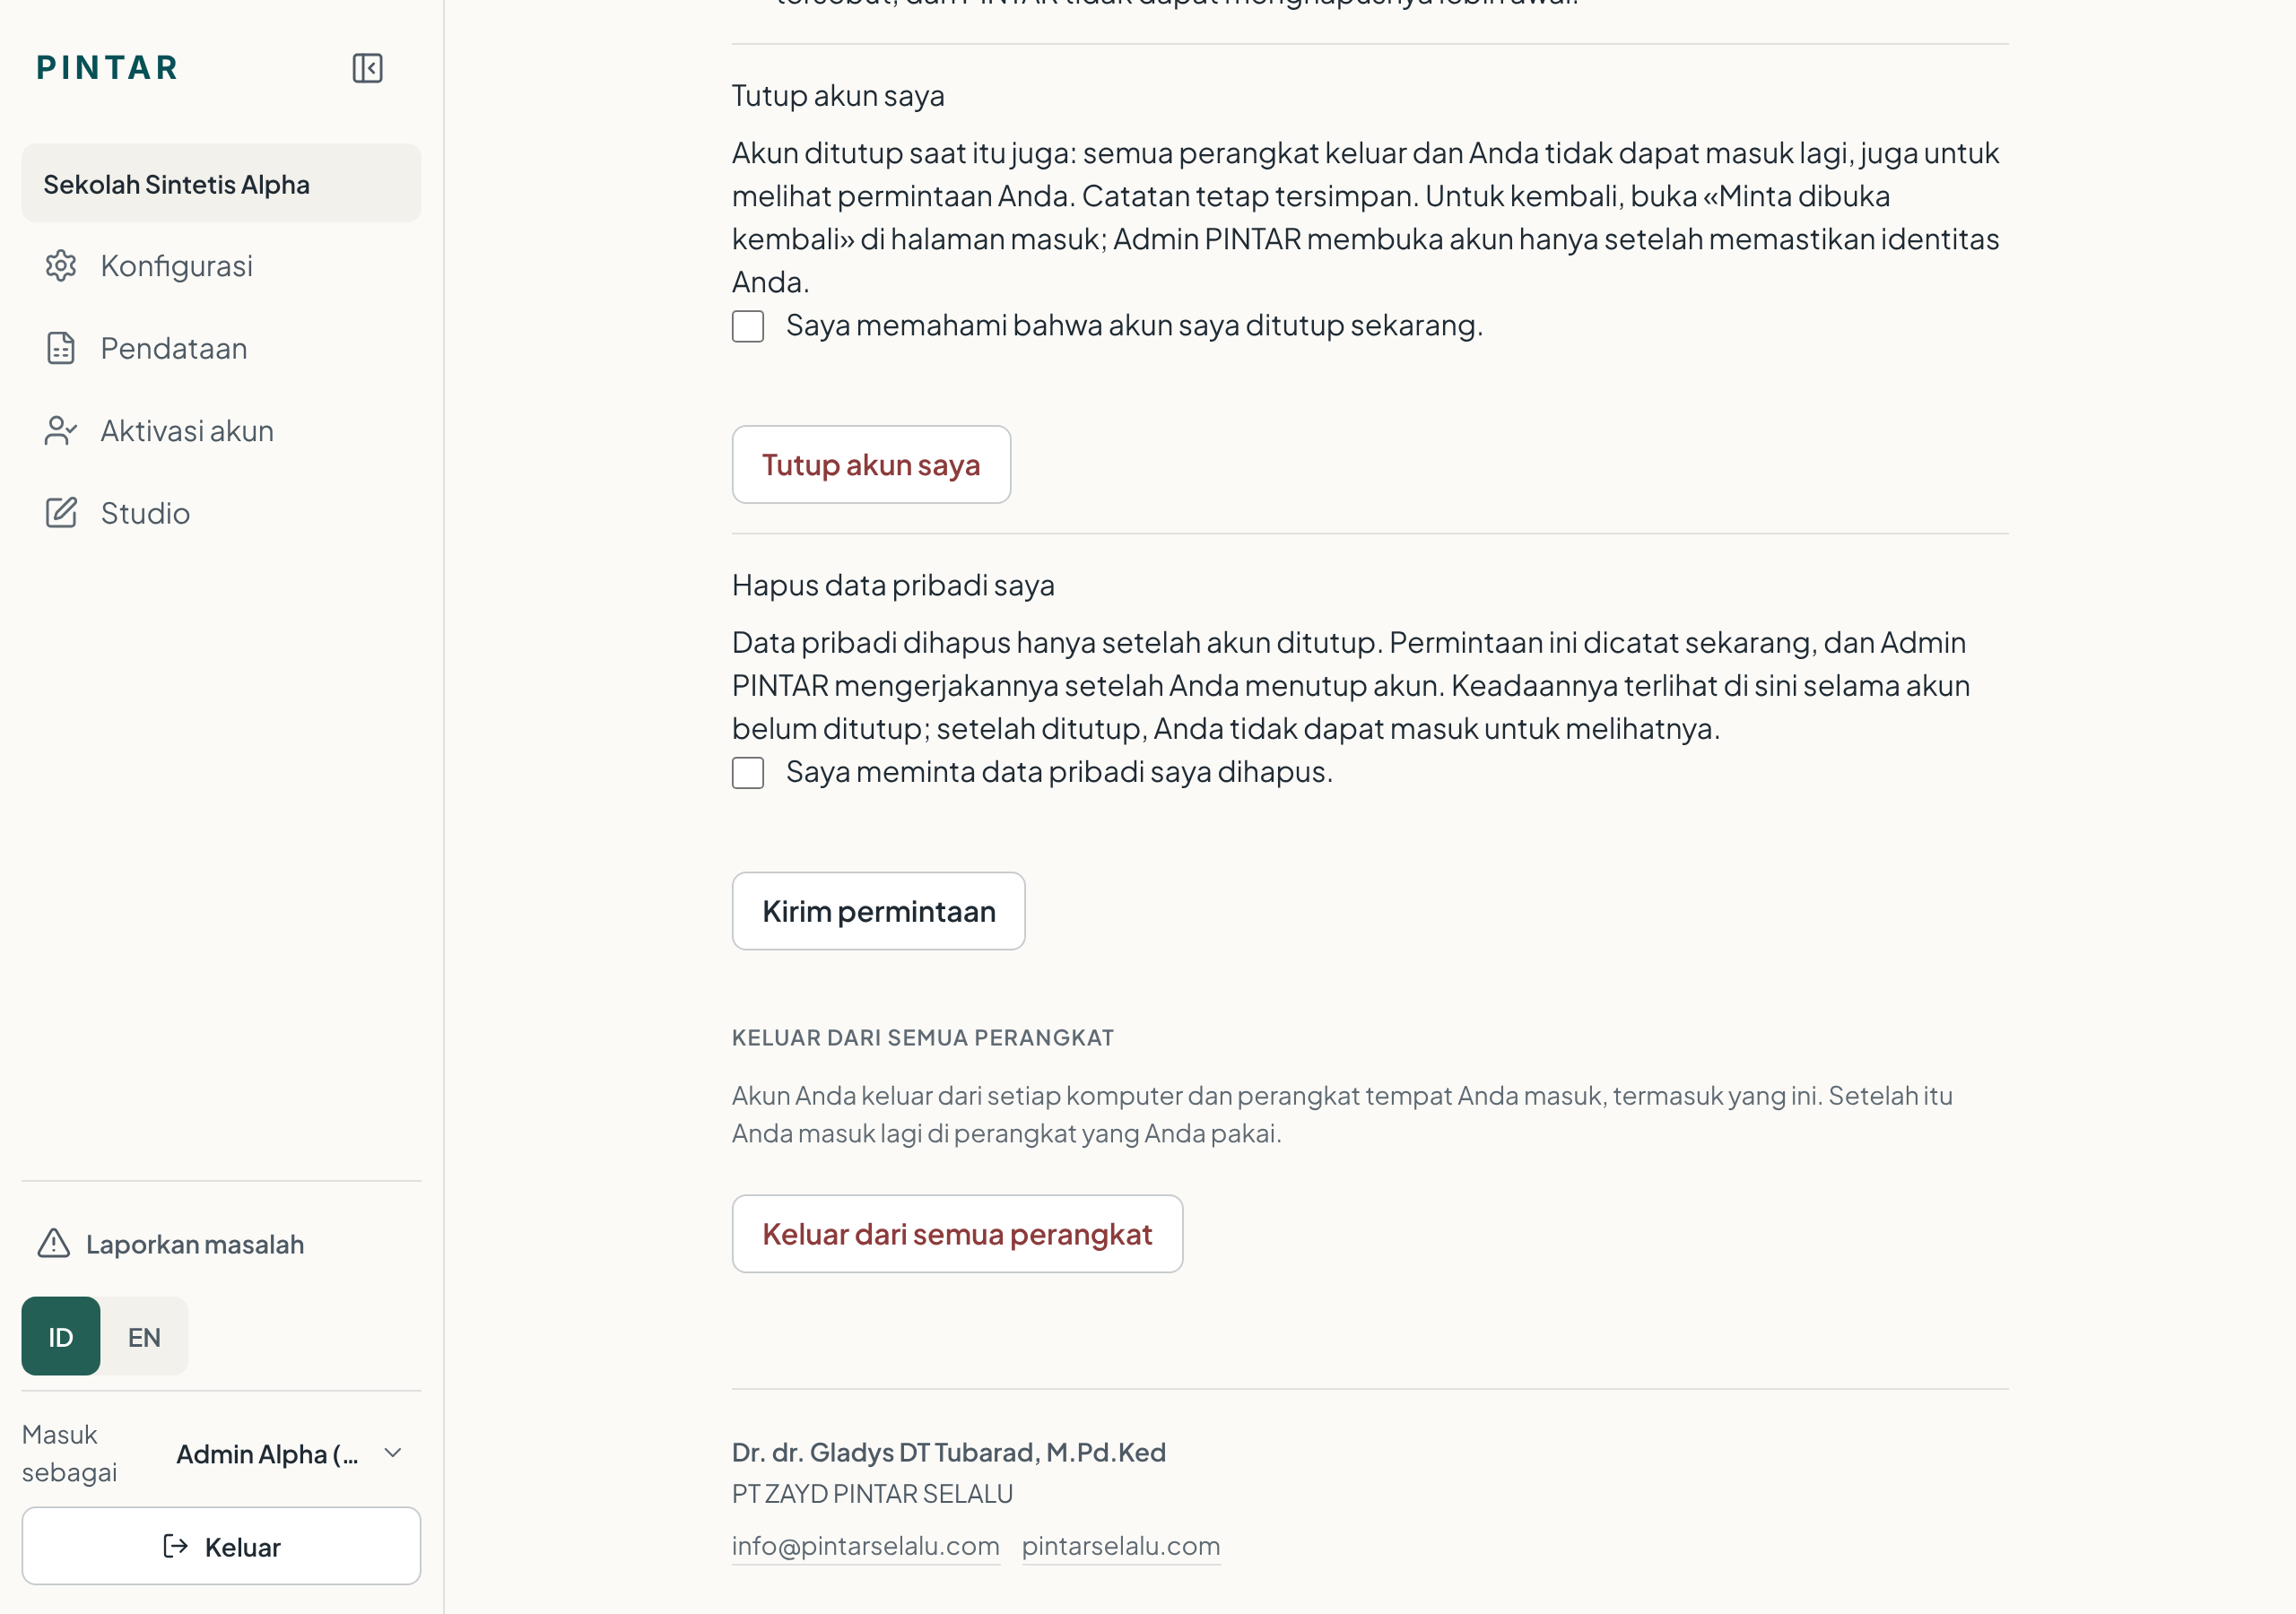 PINTAR
Sekolah Sintetis Alpha
Konfigurasi
Pendataan
Aktivasi akun
Studio
Laporkan masalah
ID
EN
Masuk
sebagai
Admin Alpha (...
Keluar
tersebut, dan PINTAR tidak dapat menghapusnya lebih awal.
Tutup akun saya
Akun ditutup saat itu juga: semua perangkat keluar dan Anda tidak dapat masuk lagi, juga untuk
melihat permintaan Anda. Catatan tetap tersimpan. Untuk kembali, buka «Minta dibuka
kembali» di halaman masuk; Admin PINTAR membuka akun hanya setelah memastikan identitas
Anda.
Saya memahami bahwa akun saya ditutup sekarang.
Tutup akun saya
Hapus data pribadi saya
Data pribadi dihapus hanya setelah akun ditutup. Permintaan ini dicatat sekarang, dan Admin
PINTAR mengerjakannya setelah Anda menutup akun. Keadaannya terlihat di sini selama akun
belum ditutup; setelah ditutup, Anda tidak dapat masuk untuk melihatnya.
Saya meminta data pribadi saya dihapus.
Kirim permintaan
KELUAR DARI SEMUA PERANGKAT
Akun Anda keluar dari setiap komputer dan perangkat tempat Anda masuk, termasuk yang ini. Setelah itu
Anda masuk lagi di perangkat yang Anda pakai.
Keluar dari semua perangkat
Dr. dr. Gladys DT Tubarad, M.Pd.Ked
PT ZAYD PINTAR SELALU
info@pintarselalu.com pintarselalu.com